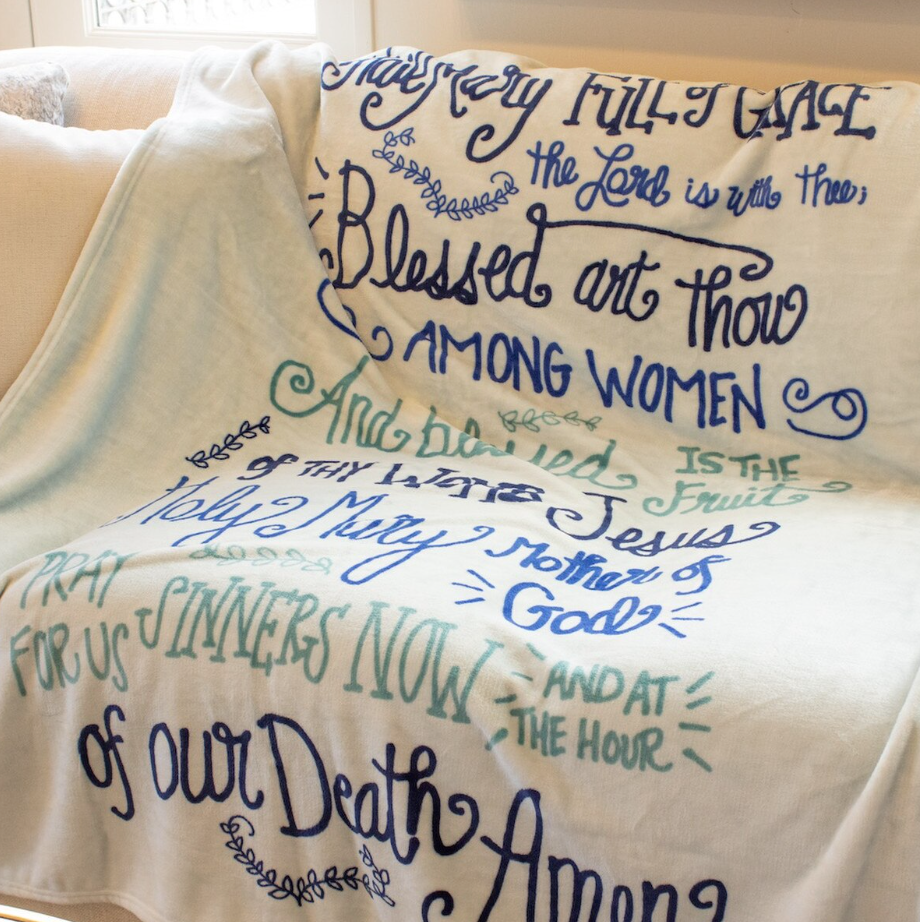 Hail Mary FULL of GRACE
the Lord is with thee;
Blessed art thou
AMONG WOMEN
And blessed IS THE
Fruit
of THY WOMB Jesus
Holy Mary Mother of
God
PRAY
FOR US SINNERS NOW
AND AT
THE HOUR
of our Death
Amen